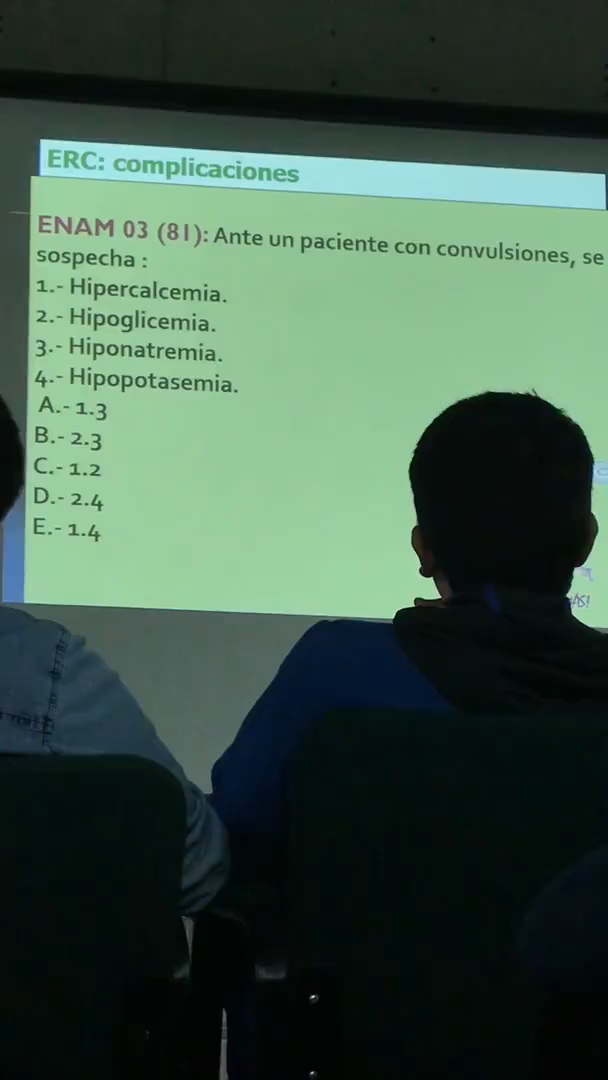 ERC: complicaciones
ENAM 03 (81): Ante un paciente con convulsiones, se
sospecha :
1.- Hipercalcemia.
2.- Hipoglicemia.
3.- Hiponatremia.
4.- Hipopotasemia.
A.- 1.3
B.- 2.3
C.- 1.2
D.- 2.4
E.- 1.4